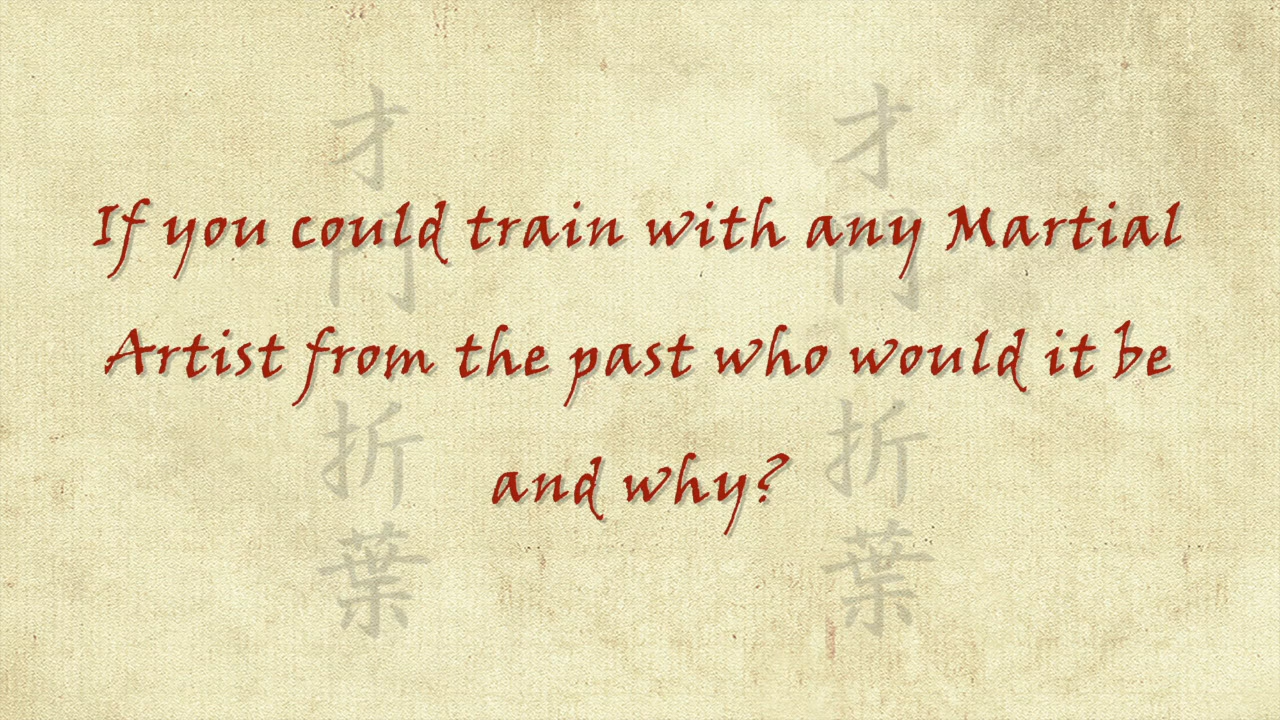 If you could train with any Martial
Artist from the past who would it be
and why?
才 才
門 門
折 折
葉 葉